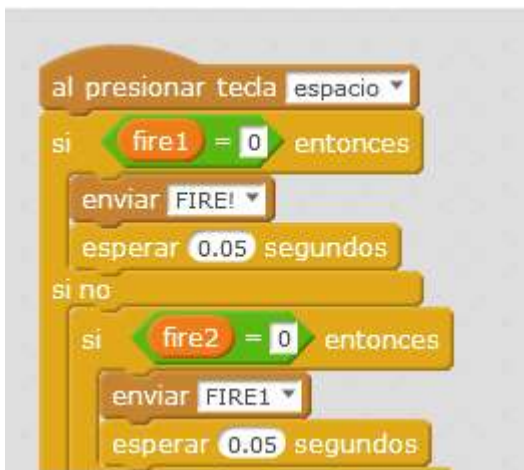 al presionar tecla espacio
si fire1 = 0 entonces
enviar FIRE!
esperar 0.05 segundos
si no
si fire2 = 0 entonces
enviar FIRE1
esperar 0.05 segundos